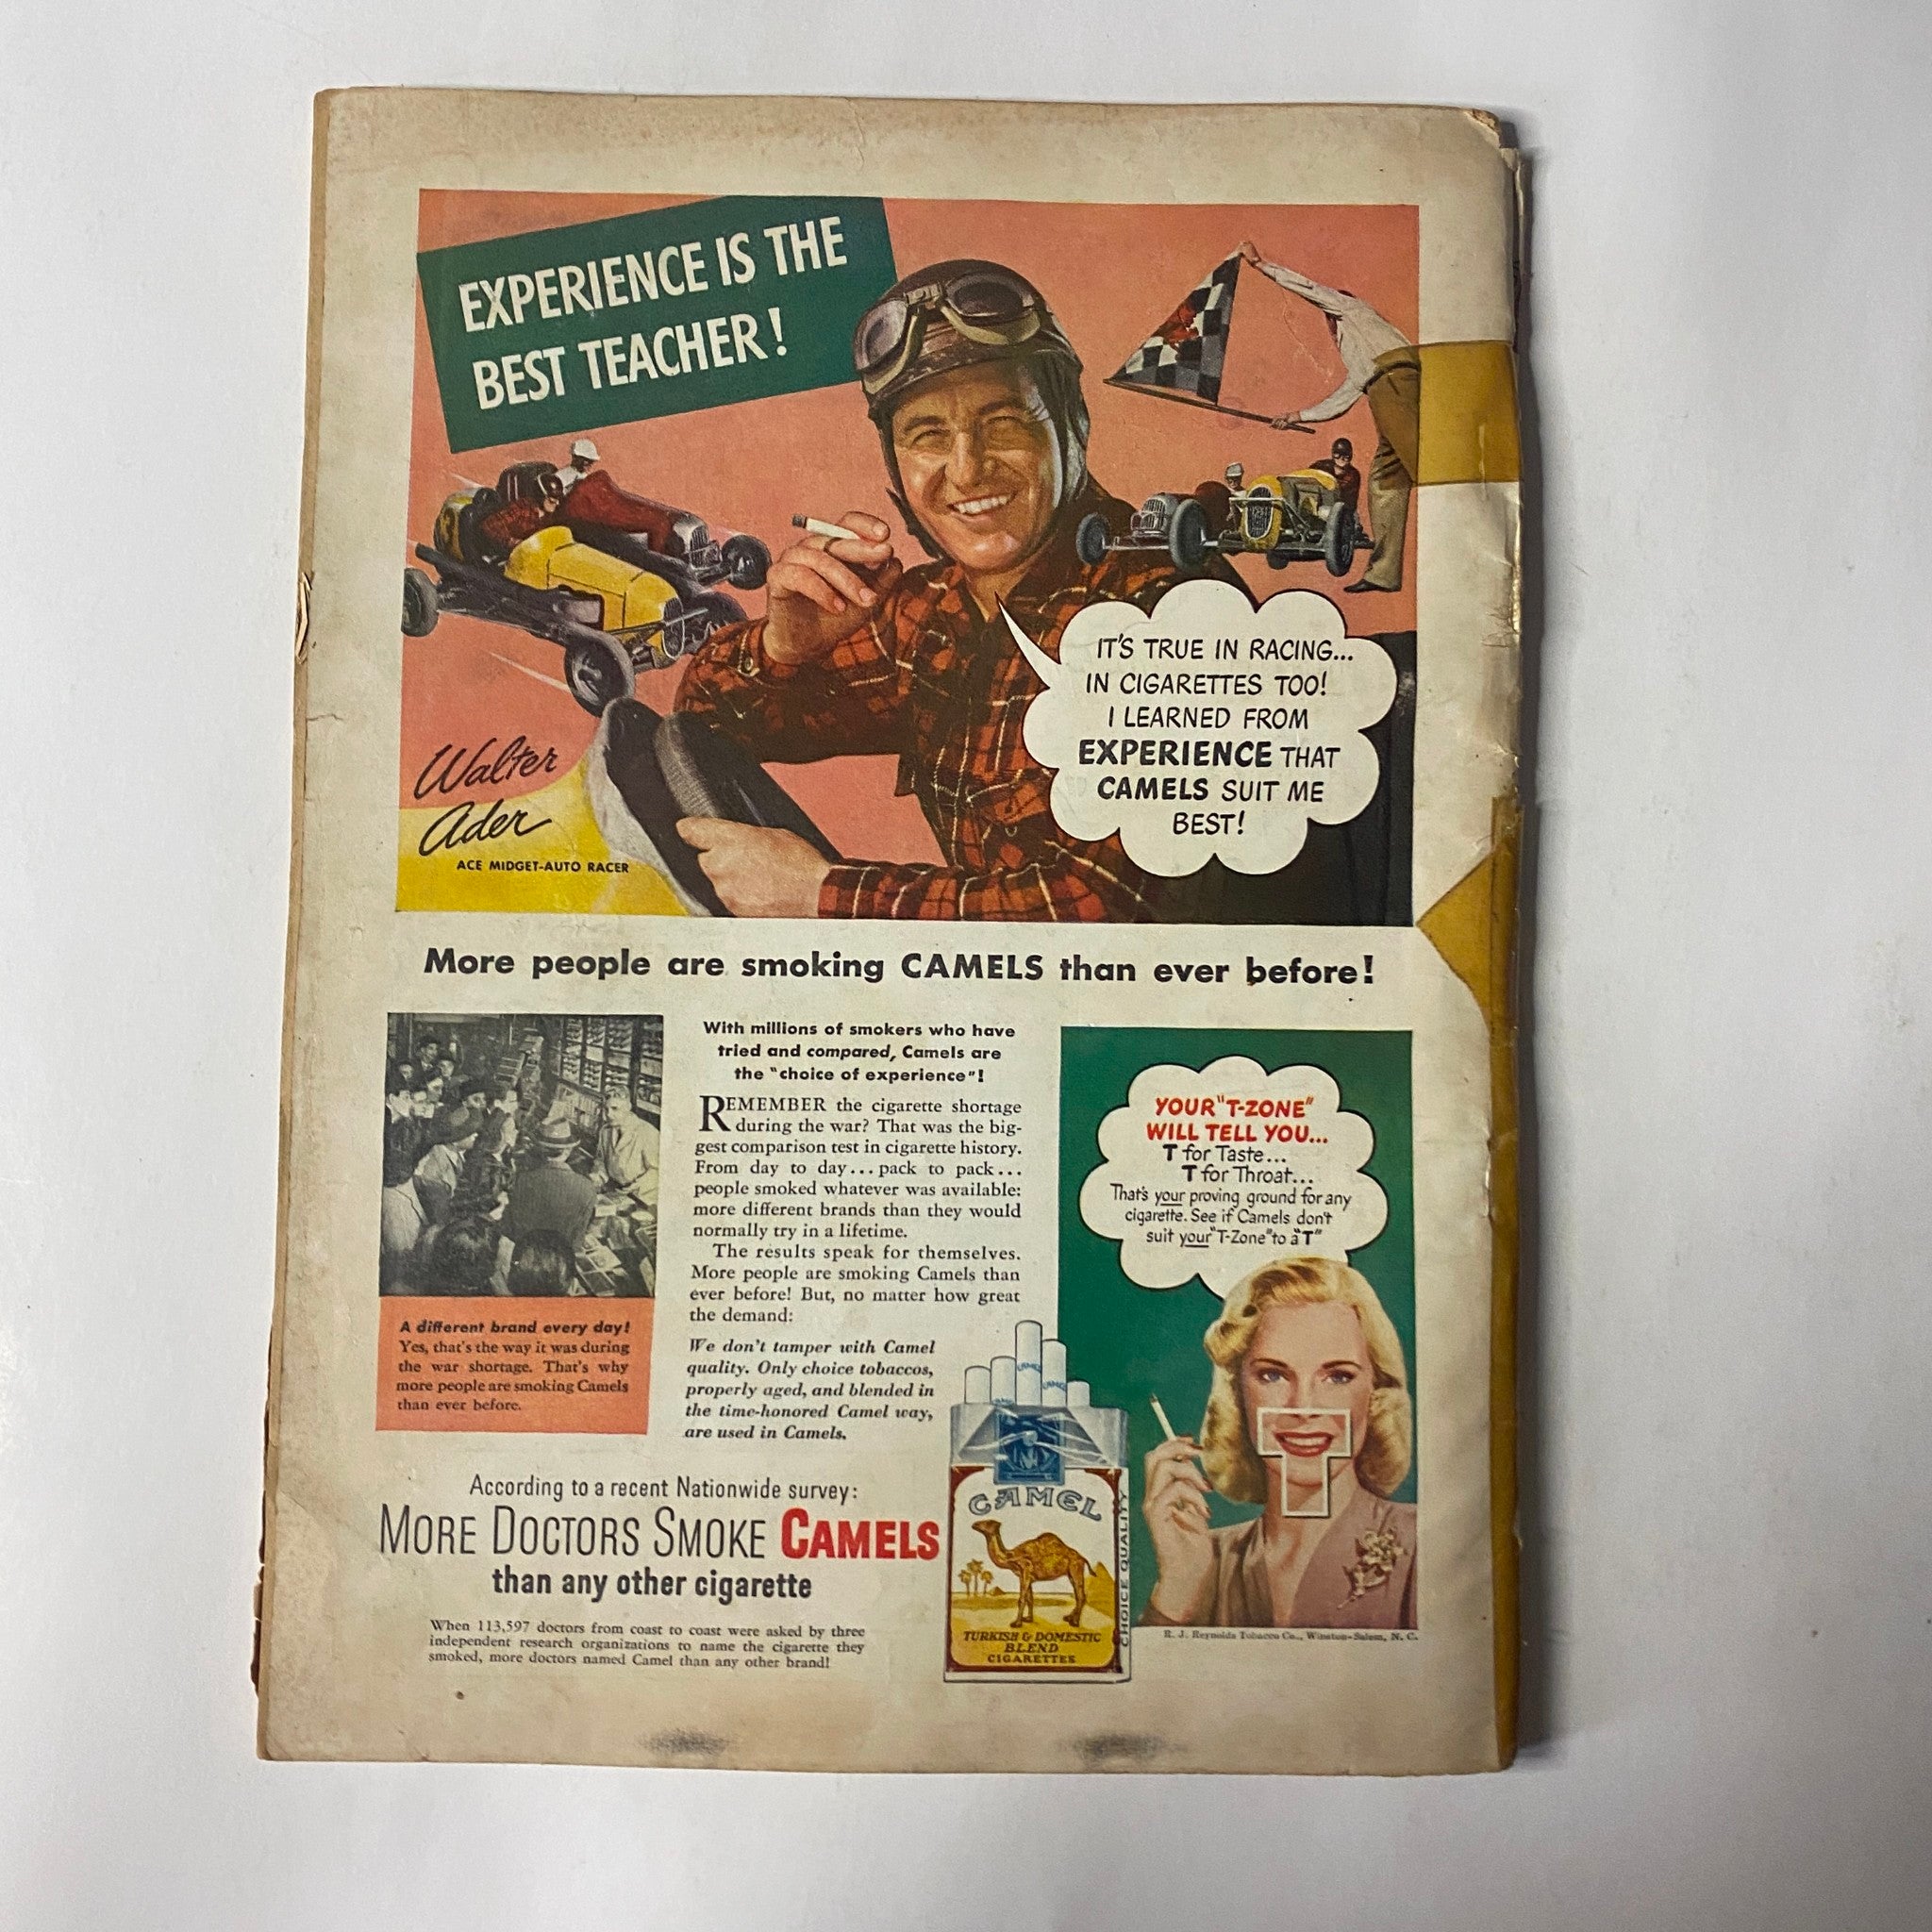 EXPERIENCE IS THE
BEST TEACHER!
IT'S TRUE IN RACING...
IN CIGARETTES TOO!
I LEARNED FROM
EXPERIENCE THAT
CAMELS SUIT ME
BEST!
Walter
Ader
ACE MIDGET-AUTO RACER
More people are smoking CAMELS than ever before!
A different brand every day!
Yes, that's the way it was during
the war shortage. That's why
more people are smoking Camels
than ever before.
With millions of smokers who have
tried and compared, Camels are
the "choice of experience"!
REMEMBER the cigarette shortage
during the war? That was the big-
gest comparison test in cigarette history.
From day to day...pack to pack...
people smoked whatever was available:
more different brands than they would
normally try in a lifetime.
The results speak for themselves.
More people are smoking Camels than
ever before! But, no matter how great
the demand:
We don't tamper with Camel
quality. Only choice tobaccos,
properly aged, and blended in
the time-honored Camel way,
are used in Camels.
YOUR "T-ZONE"
WILL TELL YOU...
T for Taste...
T for Throat...
That's your proving ground for any
cigarette. See if Camels don't
suit your "T-Zone" to a "T"
According to a recent Nationwide survey:
MORE DOCTORS SMOKE CAMELS
than any other cigarette
When 113,597 doctors from coast to coast were asked by three
independent research organizations to name the cigarette they
smoked, more doctors named Camel than any other brand!
CAMEL
TURKISH & DOMESTIC
BLEND
CIGARETTES
CHOICE QUALITY
R. J. Reynolds Tobacco Co., Winston-Salem, N. C.